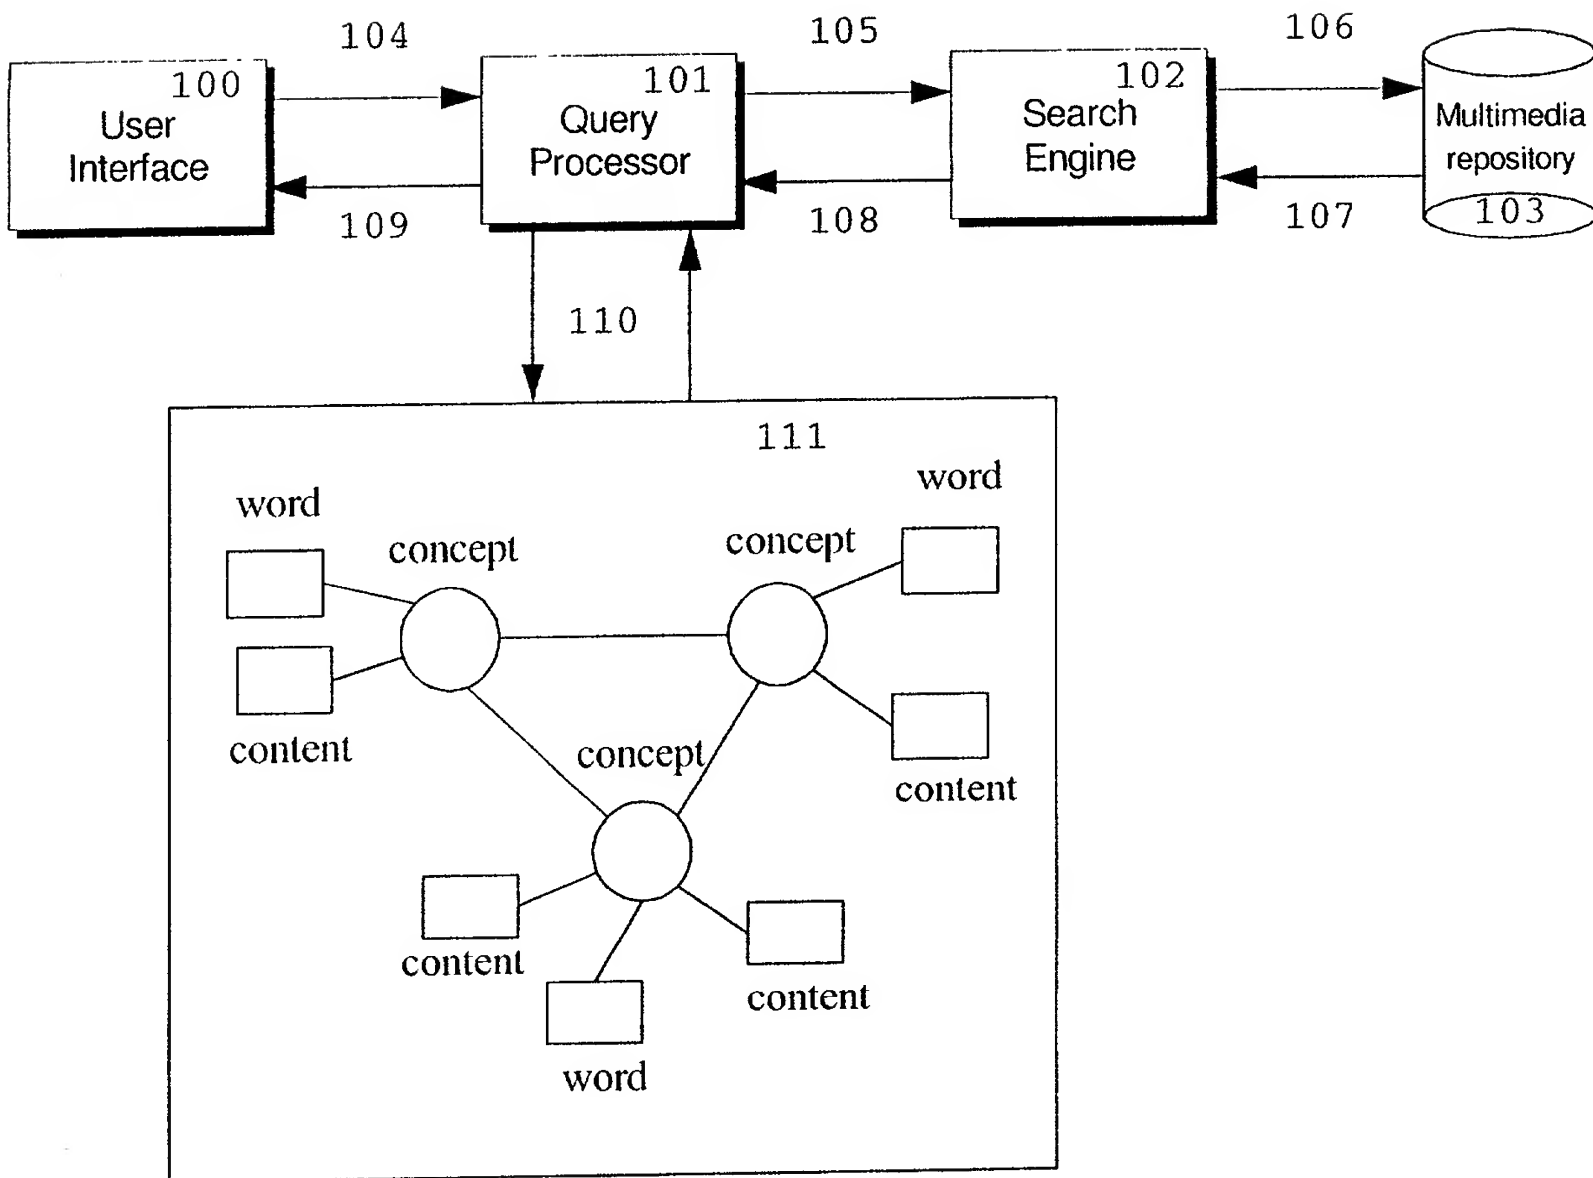 104
105
106
100
User
Interface
101
Query
Processor
102
Search
Engine
Multimedia
repository
103
109
108
107
110
111
word
concept
concept
word
content
concept
content
content
content
word